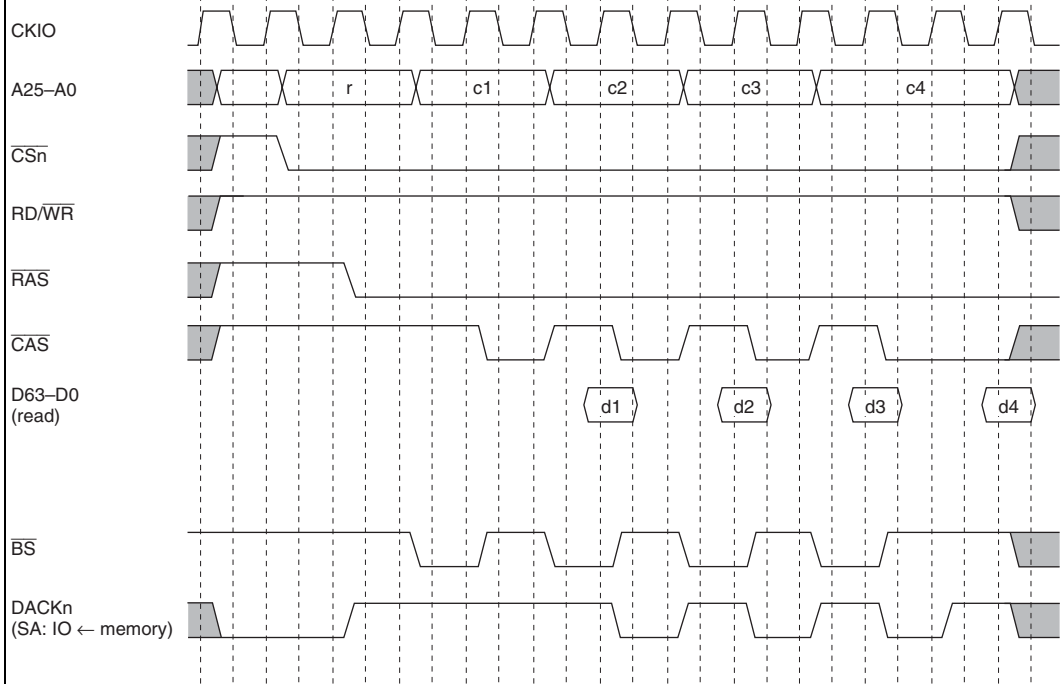 CKIO
A25–A0
r
c1
c2
c3
c4
CSn
RD/WR
RAS
CAS
D63–D0
(read)
d1
d2
d3
d4
BS
DACKn
(SA: IO ← memory)